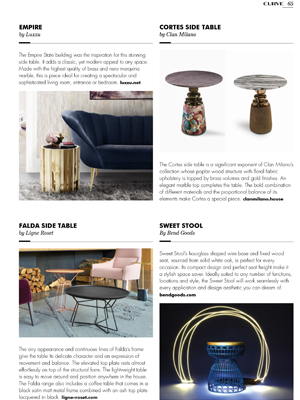 CURVE 65
EMPIRE
by Luxxu
The Empire State building was the inspiration for this stunning
side table. It adds a classic, yet modern appeal to any space.
Made with the highest quality of brass and nero marquina
marble, this is piece ideal for creating a spectacular and
sophisticated living room, entrance or bedroom. luxxu.net
CORTES SIDE TABLE
by Clan Milano
The Cortes side table is a significant exponent of Clan Milano's
collection whose poplar wood structure with floral fabric
upholstery is topped by brass volumes and gold finishes. An
elegant marble top completes this table. The bold combination
of different materials and the proportional balance of its
elements make Cortes a special piece. clanmilano.house
FALDA SIDE TABLE
by Ligne Roset
The airy appearance and continuous lines of Falda's frame
give the table its delicate character and an expression of
movement and balance. The elevated top plate rests almost
effortlessly on top of the structural form. The lightweight table
is easy to move around and position anywhere in the house.
The Falda range also includes a coffee table that comes in a
black satin matt metal frame combined with an ash top plate
lacquered in black. ligne-roset.com
SWEET STOOL
By Bend Goods
Sweet Stool's hourglass shaped wire base and fixed wood
seat, sourced from solid white oak, is perfect for every
occasion. Its compact design and perfect seat height make it
a stylish space saver. Ideally suited to any number of functions,
locations and style, the Sweet Stool will work seamlessly with
every application and design aesthetic you can dream of.
bendgoods.com